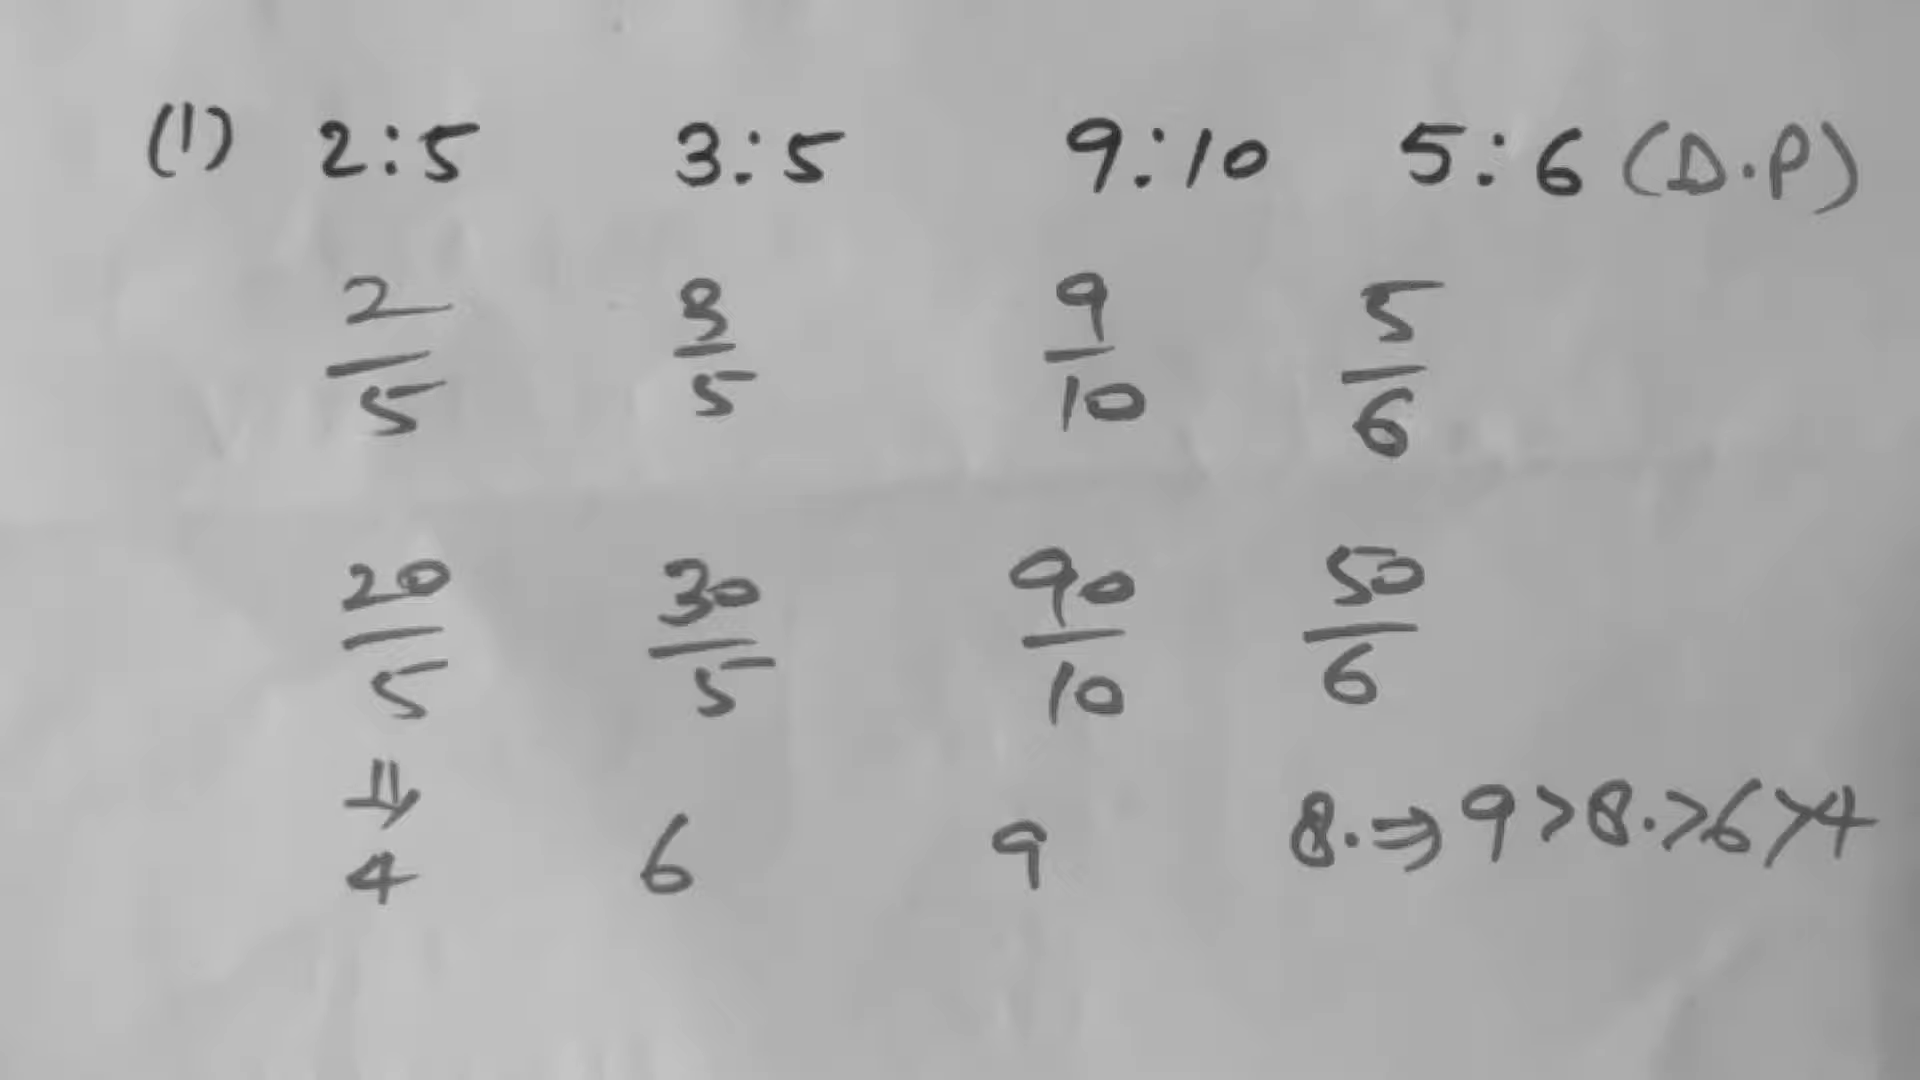 (1) 2:5 3:5 9:10 5:6 (D.P)
2/5 3/5 9/10 5/6
20/5 30/5 90/10 50/6
⇓
4 6 9 8. ⇒ 9 > 8. > 6 > 4